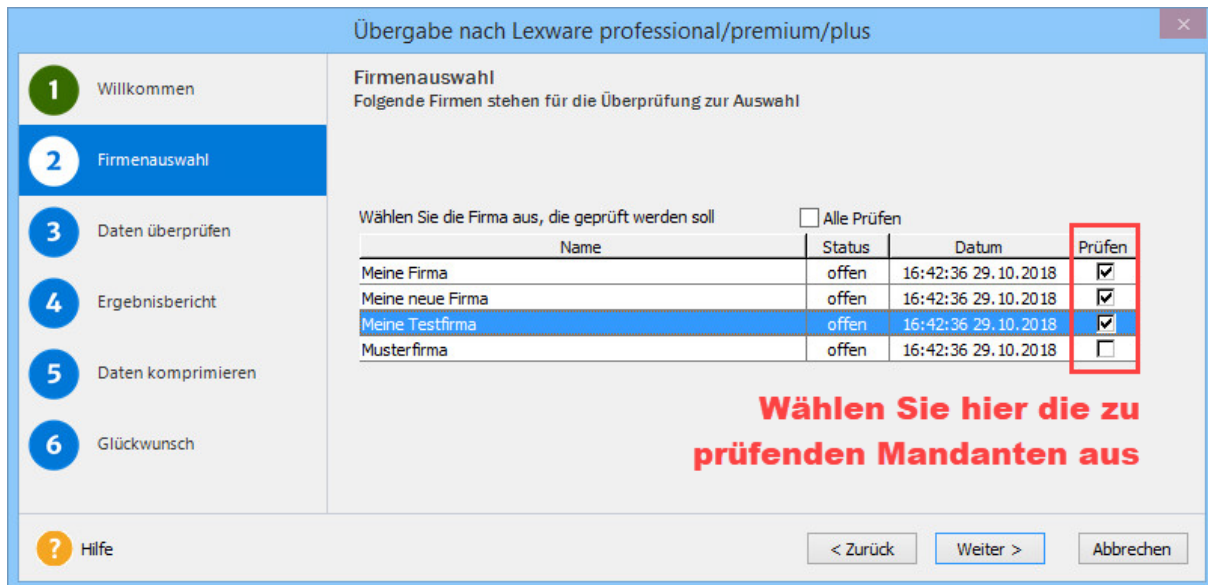 Übergabe nach Lexware professional/premium/plus
1 Willkommen
2 Firmenauswahl
3 Daten überprüfen
4 Ergebnisbericht
5 Daten komprimieren
6 Glückwunsch
Firmenauswahl
Folgende Firmen stehen für die Überprüfung zur Auswahl
Wählen Sie die Firma aus, die geprüft werden soll Alle Prüfen
Name Status Datum Prüfen
Meine Firma offen 16:42:36 29.10.2018
Meine neue Firma offen 16:42:36 29.10.2018
Meine Testfirma offen 16:42:36 29.10.2018
Musterfirma offen 16:42:36 29.10.2018
Wählen Sie hier die zu
prüfenden Mandanten aus
? Hilfe < Zurück Weiter > Abbrechen